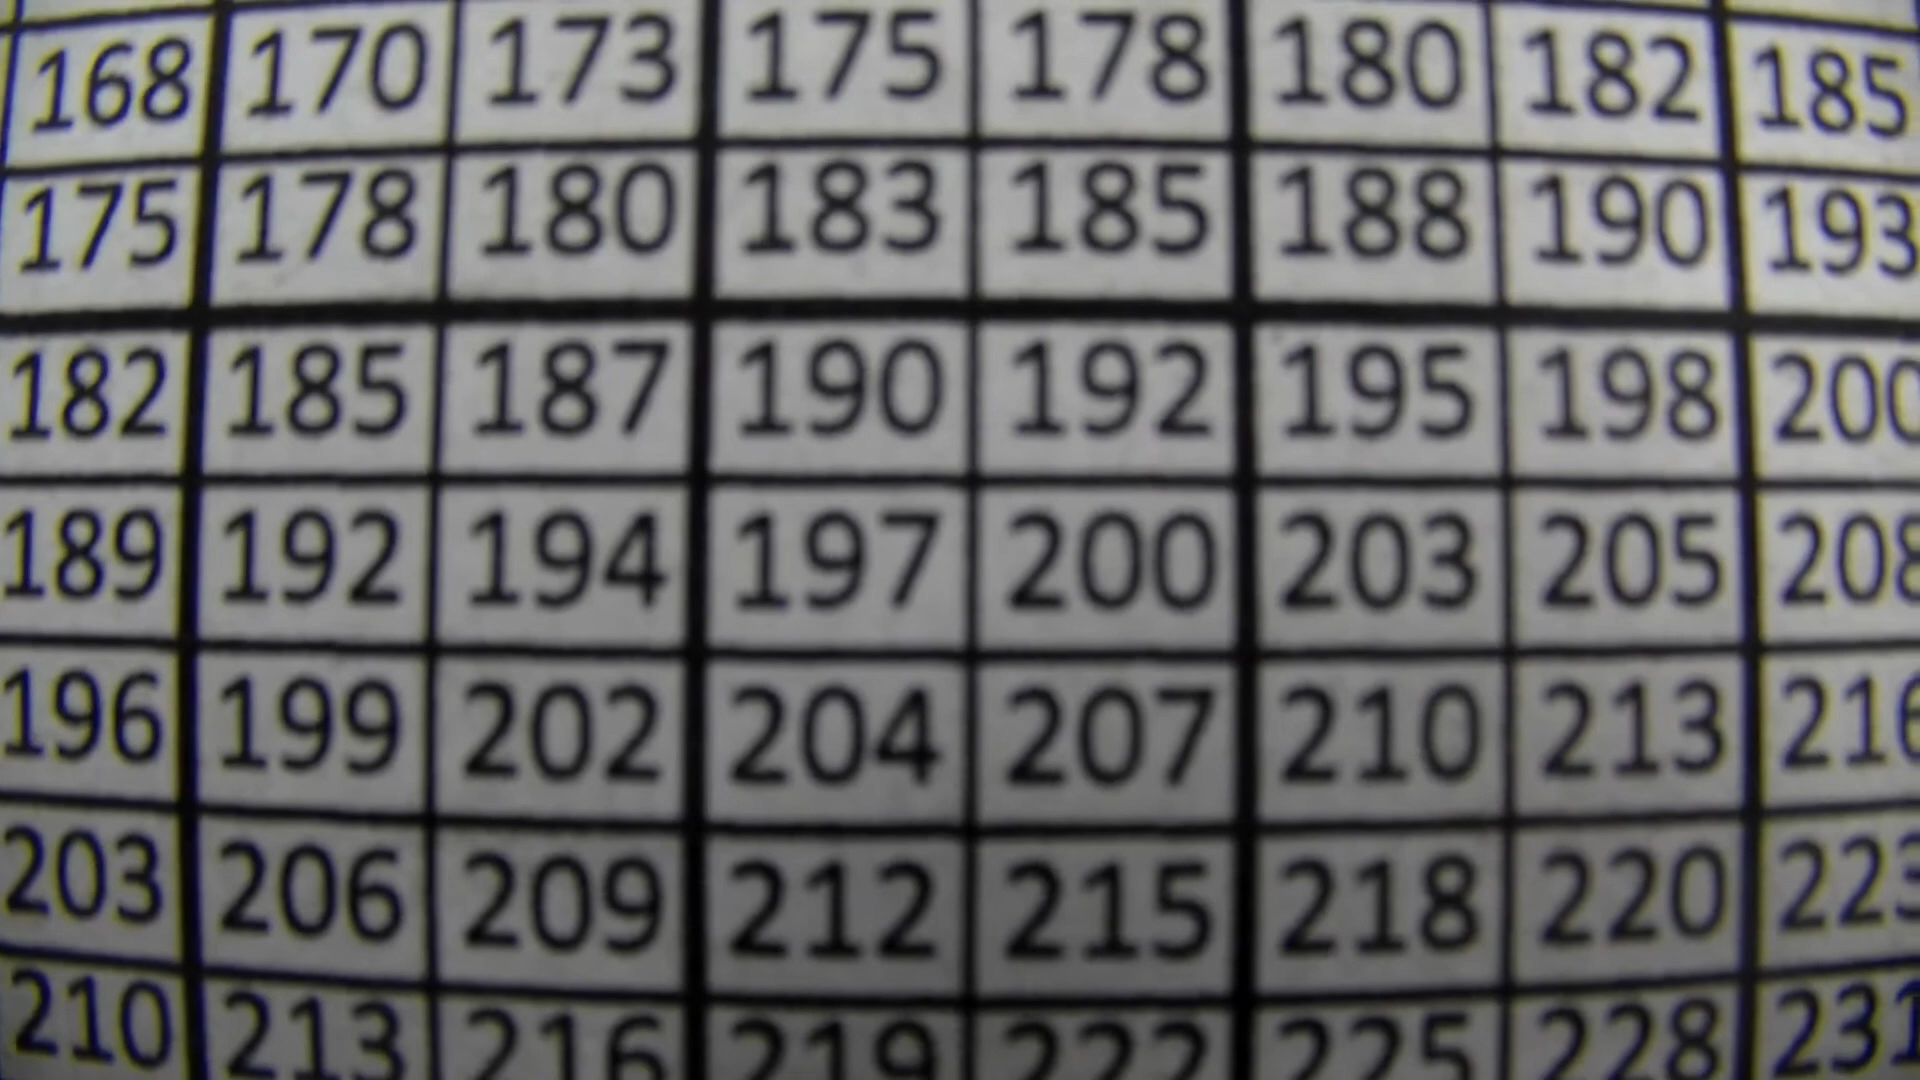 168 170 173 175 178 180 182 185
175 178 180 183 185 188 190 193
182 185 187 190 192 195 198 200
189 192 194 197 200 203 205 208
196 199 202 204 207 210 213 216
203 206 209 212 215 218 220 223
210 213 216 219 222 225 228 231